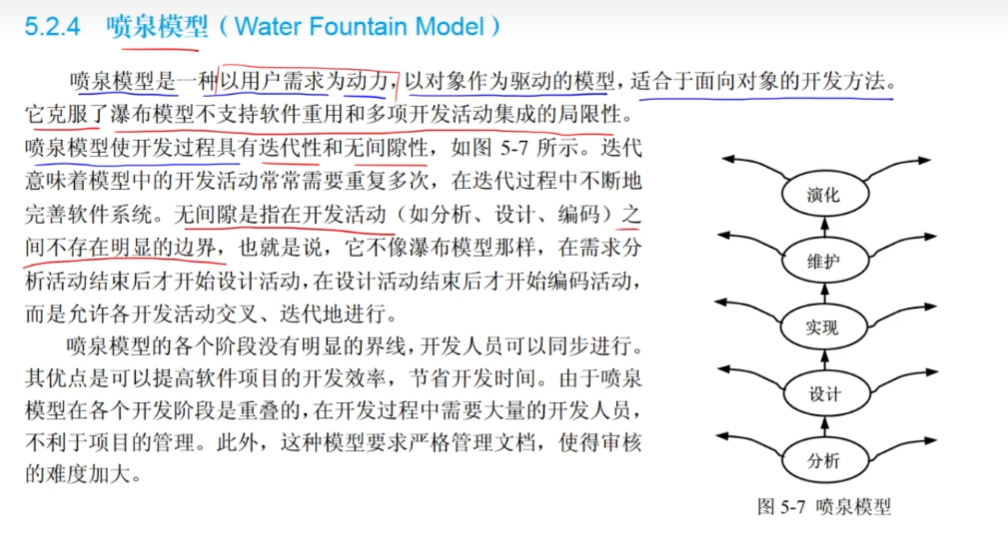 5.2.4 喷泉模型（Water Fountain Model）
喷泉模型是一种以用户需求为动力，以对象作为驱动的模型，适合于面向对象的开发方法。
它克服了瀑布模型不支持软件重用和多项开发活动集成的局限性。
喷泉模型使开发过程具有迭代性和无间隙性，如图 5-7 所示。迭代
意味着模型中的开发活动常常需要重复多次，在迭代过程中不断地
完善软件系统。无间隙是指在开发活动（如分析、设计、编码）之
间不存在明显的边界，也就是说，它不像瀑布模型那样，在需求分
析活动结束后才开始设计活动，在设计活动结束后才开始编码活动，
而是允许各开发活动交叉、迭代地进行。
喷泉模型的各个阶段没有明显的界线，开发人员可以同步进行。
其优点是可以提高软件项目的开发效率，节省开发时间。由于喷泉
模型在各个开发阶段是重叠的，在开发过程中需要大量的开发人员，
不利于项目的管理。此外，这种模型要求严格管理文档，使得审核
的难度加大。
演化
维护
实现
设计
分析
图 5-7 喷泉模型